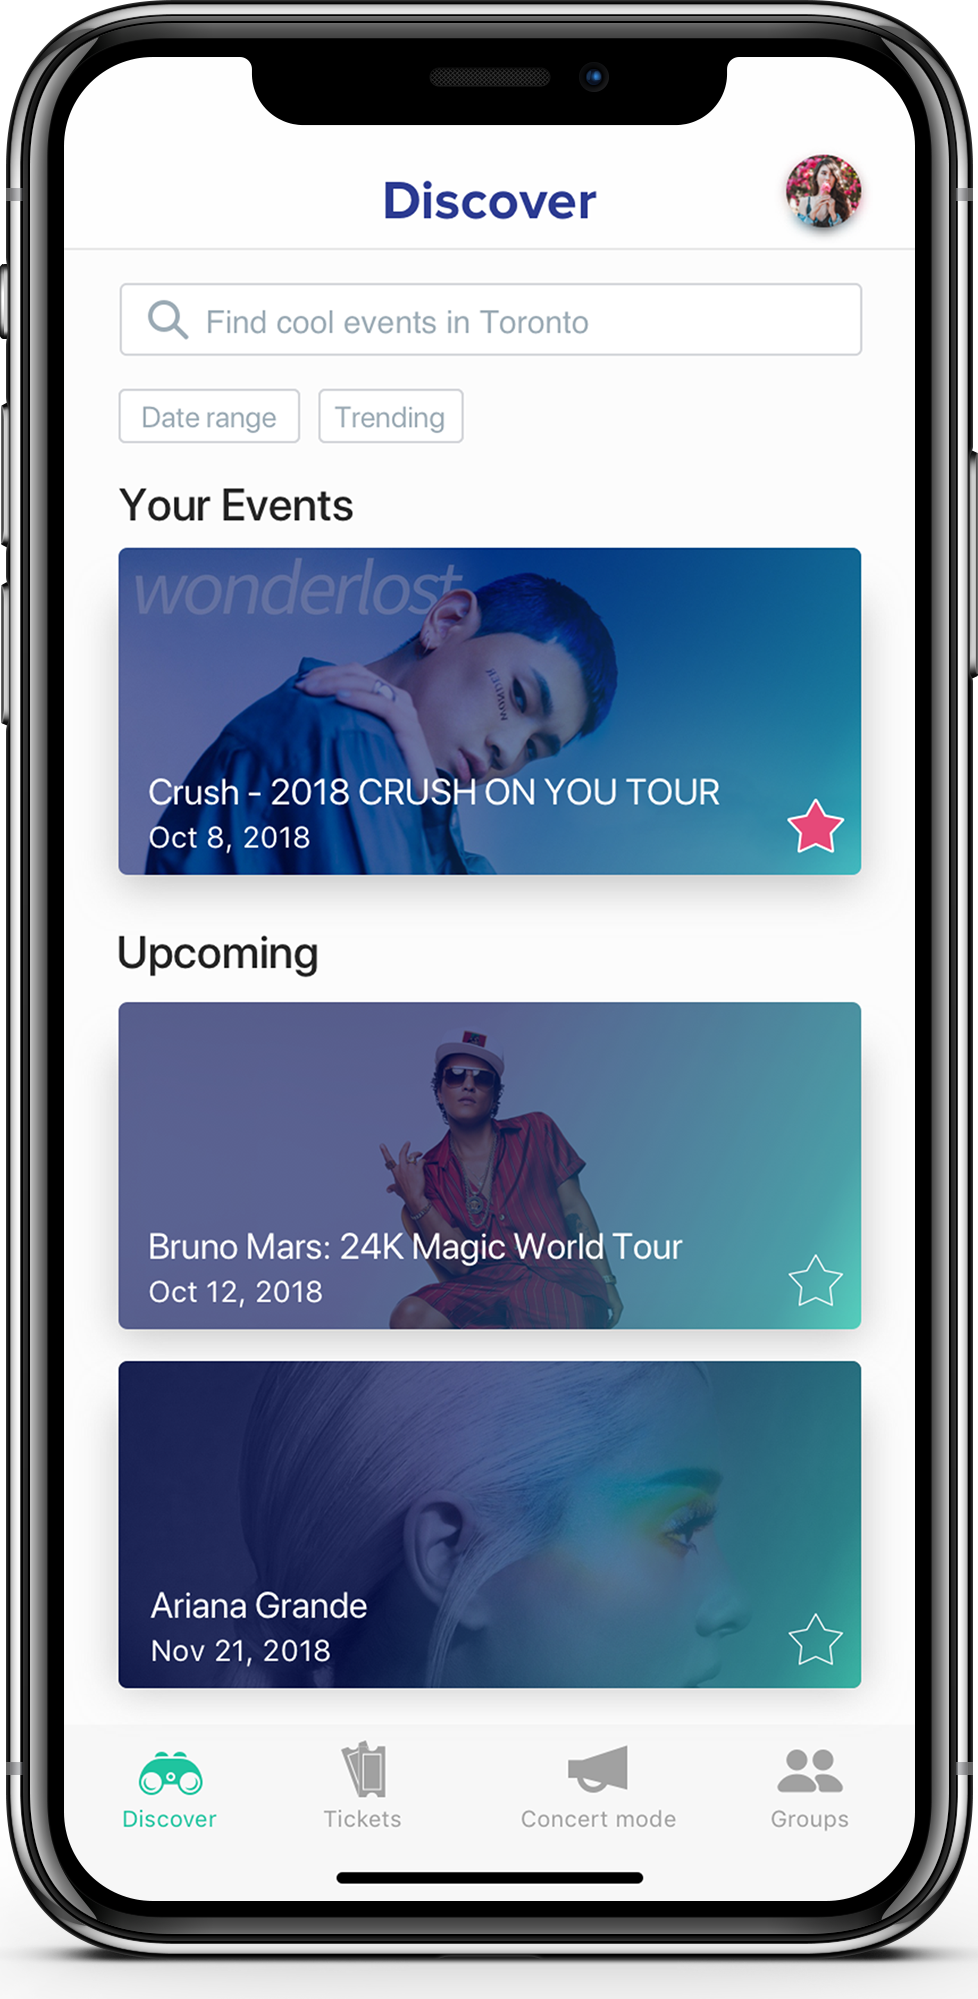 Discover
Find cool events in Toronto
Date range
Trending
Your Events
wonderlost
WONDER
Crush - 2018 CRUSH ON YOU TOUR
Oct 8, 2018
Upcoming
Bruno Mars: 24K Magic World Tour
Oct 12, 2018
Ariana Grande
Nov 21, 2018
Discover
Tickets
Concert mode
Groups